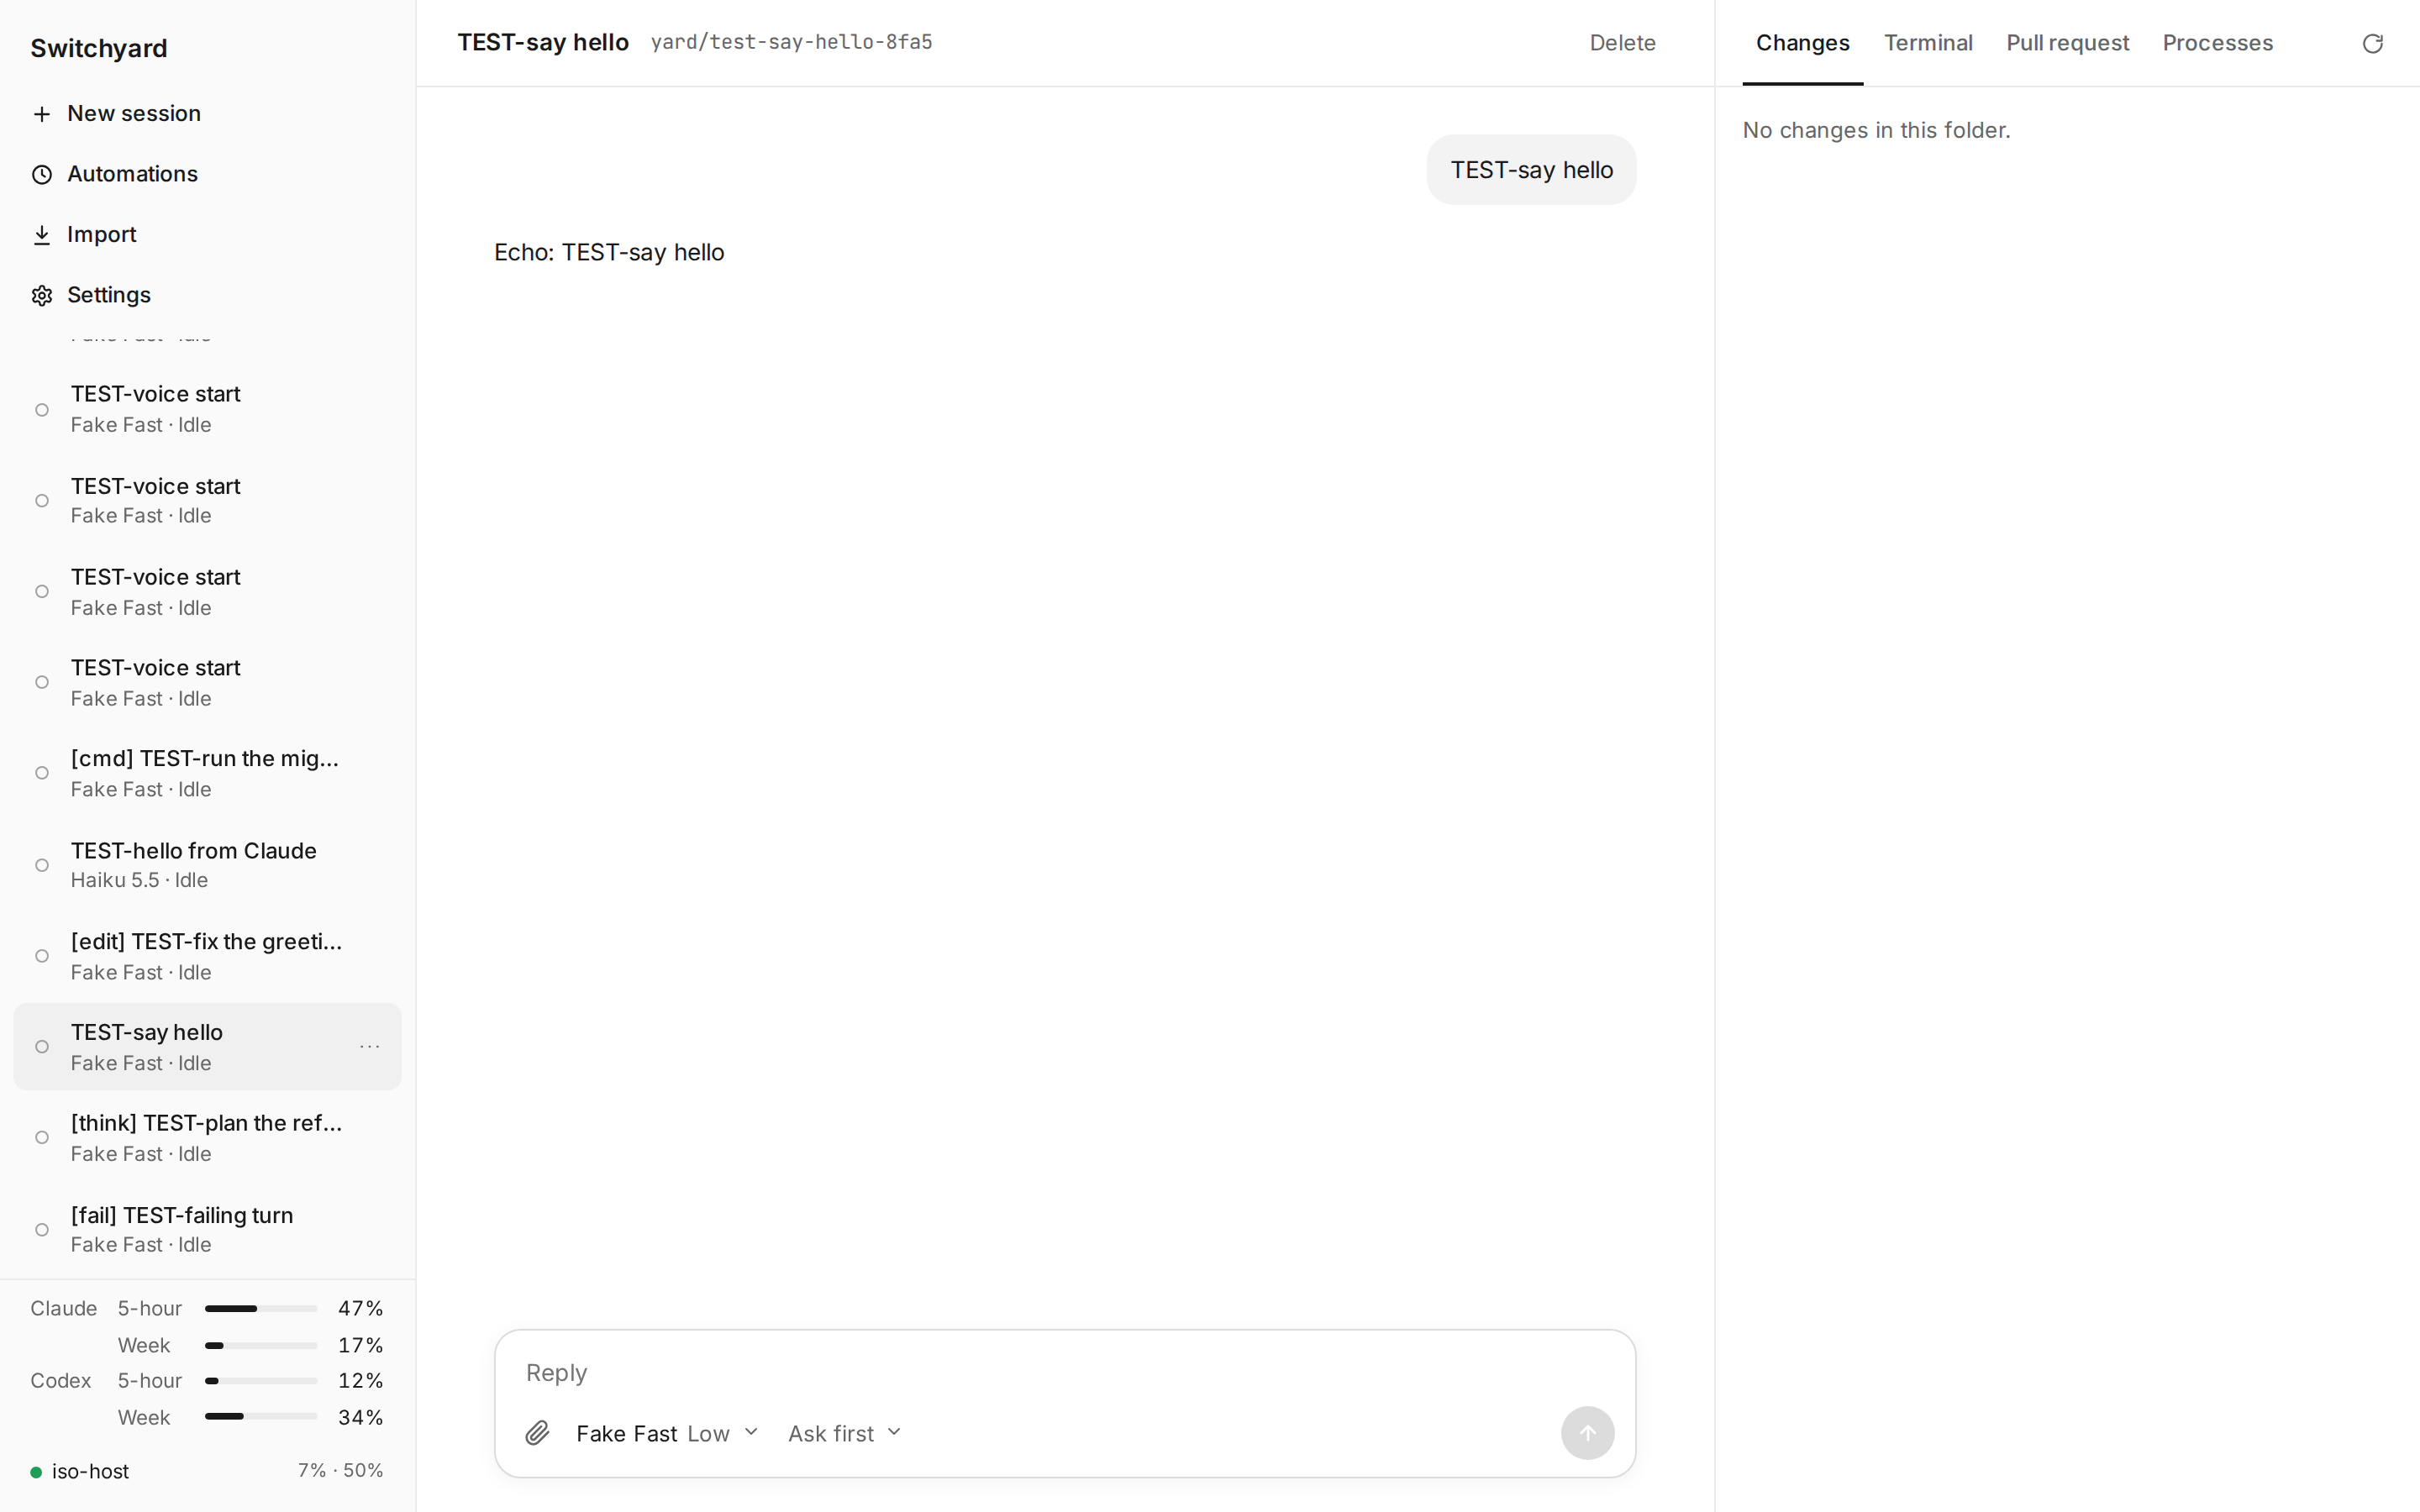 Switchyard
New session
Automations
Import
Settings
TEST-voice start
Fake Fast · Idle
TEST-voice start
Fake Fast · Idle
TEST-voice start
Fake Fast · Idle
TEST-voice start
Fake Fast · Idle
[cmd] TEST-run the mig...
Fake Fast · Idle
TEST-hello from Claude
Haiku 5.5 · Idle
[edit] TEST-fix the greeti...
Fake Fast · Idle
TEST-say hello
Fake Fast · Idle
...
[think] TEST-plan the ref...
Fake Fast · Idle
[fail] TEST-failing turn
Fake Fast · Idle
Claude 5-hour 47%
Week 17%
Codex 5-hour 12%
Week 34%
iso-host 7% · 50%
TEST-say hello yard/test-say-hello-8fa5 Delete
TEST-say hello
Echo: TEST-say hello
Reply
Fake Fast Low Ask first
Changes Terminal Pull request Processes
No changes in this folder.